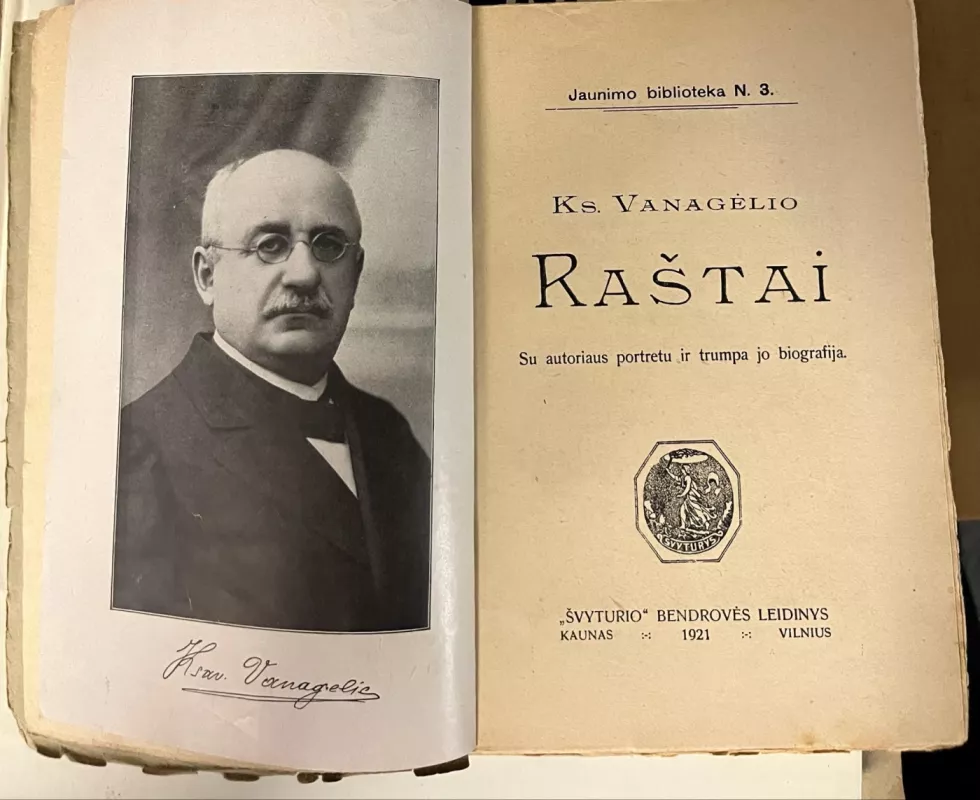 Ksav. Vanagelis
Jaunimo biblioteka N. 3.
Ks. Vanagėlio
Raštai
Su autoriaus portretu ir trumpa jo biografija.
ŠVYTURYS
„ŠVYTURIO“ BENDROVĖS LEIDINYS
KAUNAS :-: 1921 :-: VILNIUS